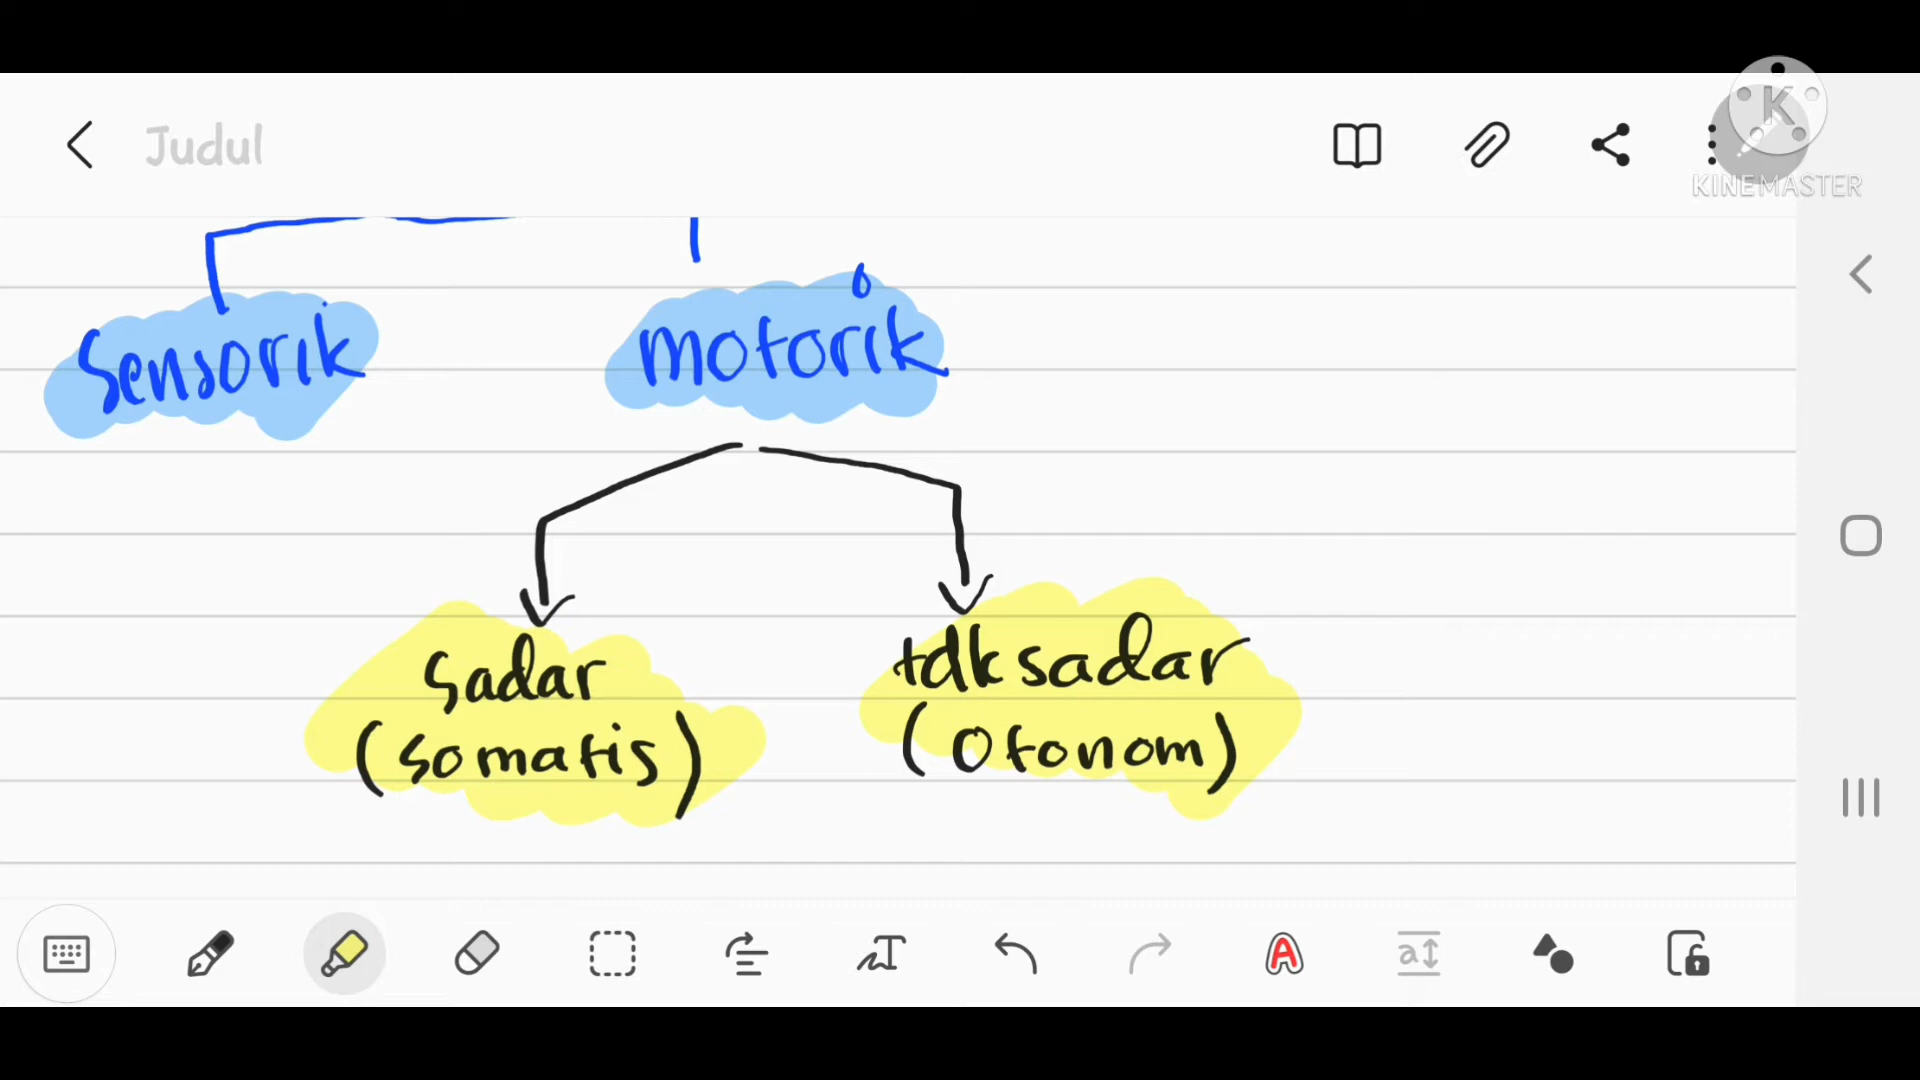 Judul
KINEMASTER
sensorik
motorik
sadar
(somatis)
tdk sadar
(otonom)